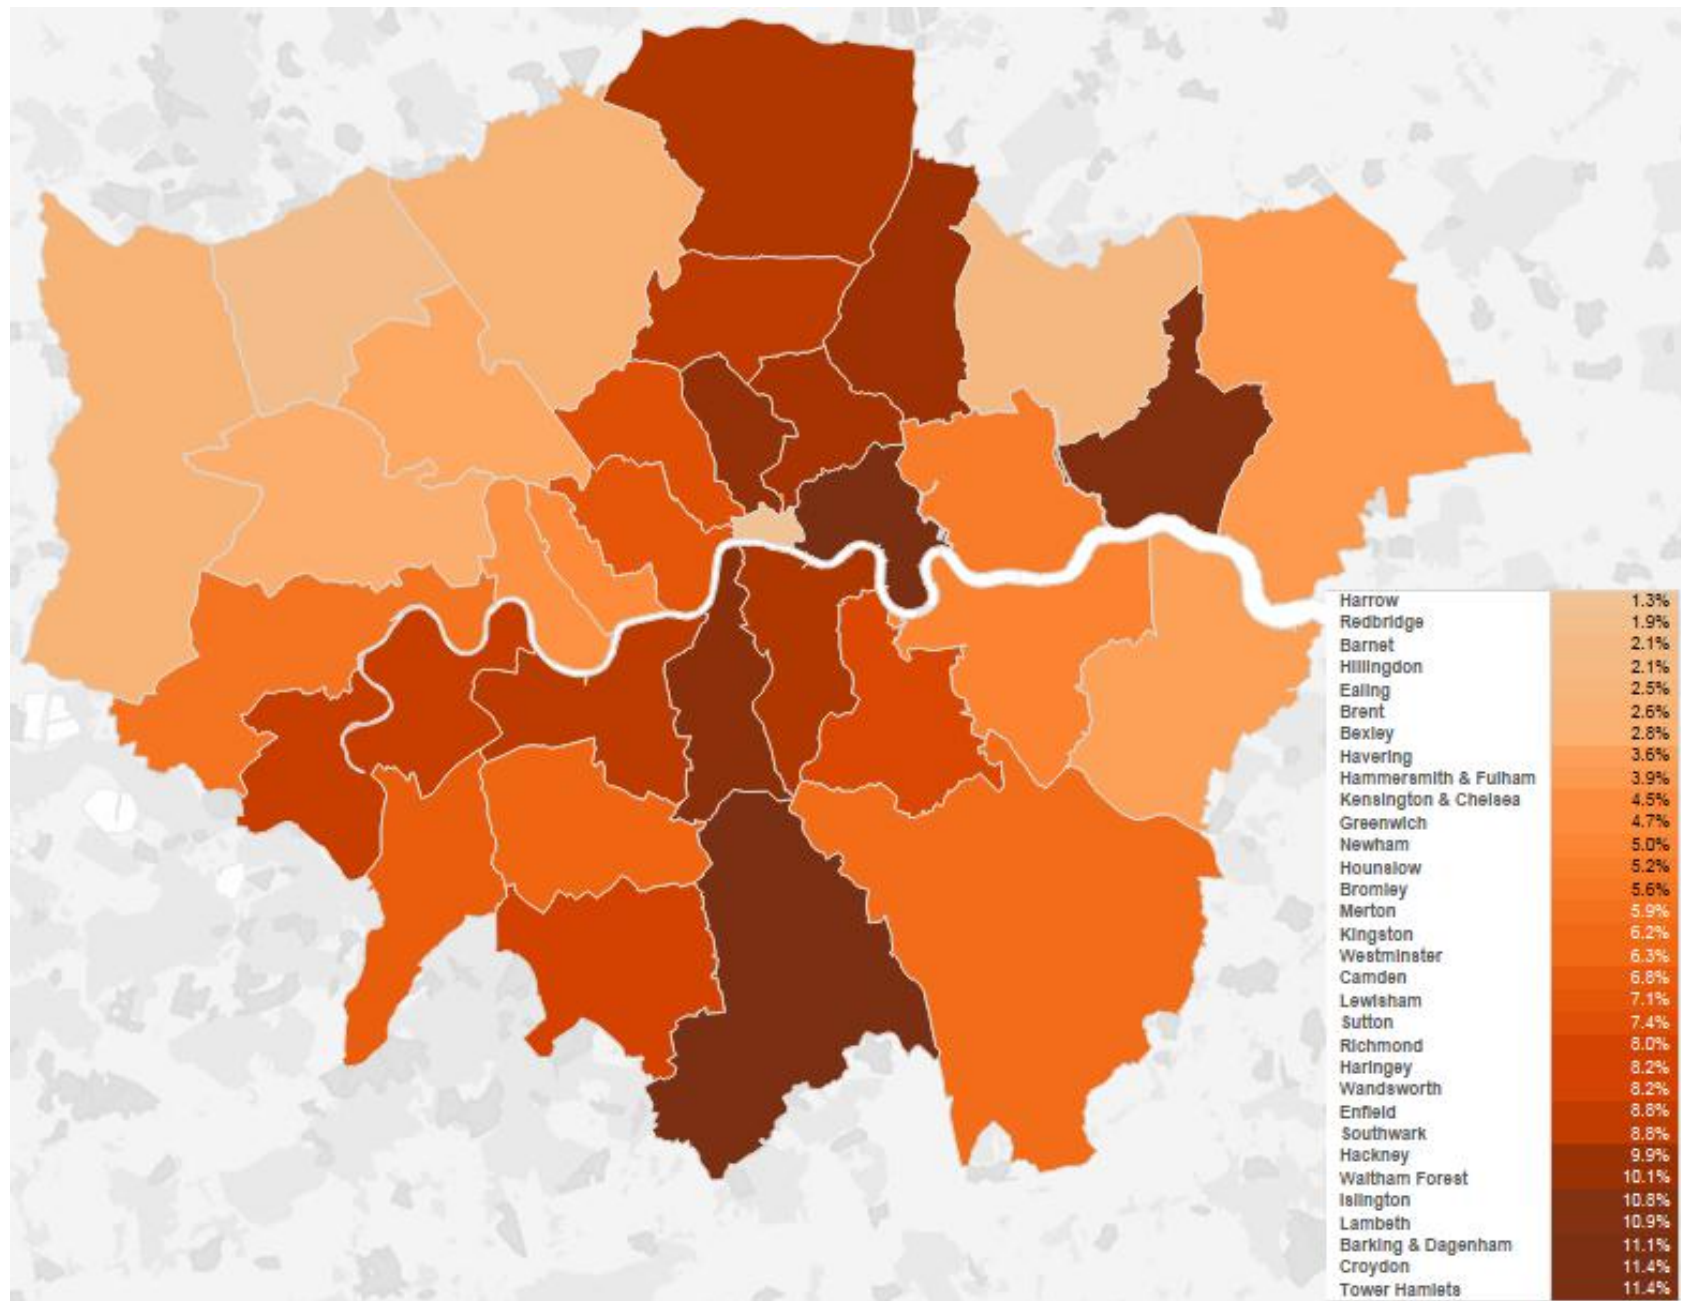 Harrow 1.3%
Redbridge 1.9%
Barnet 2.1%
Hillingdon 2.1%
Ealing 2.5%
Brent 2.6%
Bexley 2.8%
Havering 3.6%
Hammersmith & Fulham 3.9%
Kensington & Chelsea 4.5%
Greenwich 4.7%
Newham 5.0%
Hounslow 5.2%
Bromley 5.6%
Merton 5.9%
Kingston 6.2%
Westminster 6.3%
Camden 6.8%
Lewisham 7.1%
Sutton 7.4%
Richmond 8.0%
Haringey 8.2%
Wandsworth 8.2%
Enfield 8.8%
Southwark 8.8%
Hackney 9.9%
Waltham Forest 10.1%
Islington 10.8%
Lambeth 10.9%
Barking & Dagenham 11.1%
Croydon 11.4%
Tower Hamlets 11.4%